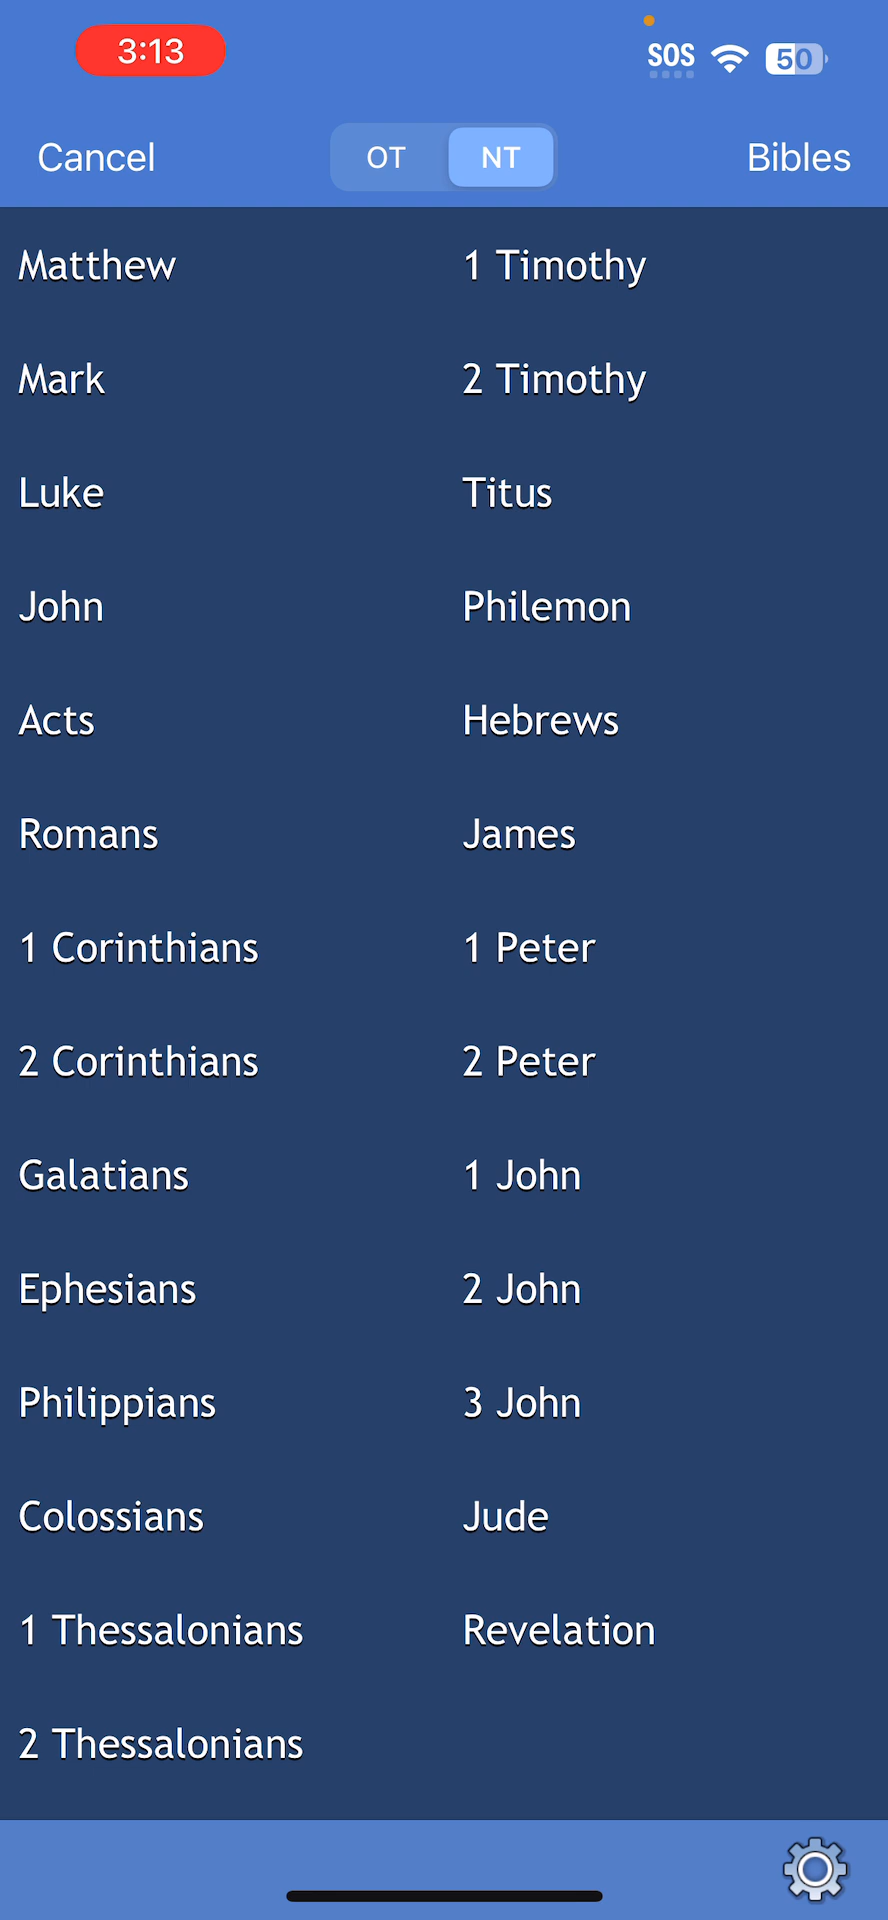 3:13
SOS
50
Cancel
OT
NT
Bibles
Matthew
Mark
Luke
John
Acts
Romans
1 Corinthians
2 Corinthians
Galatians
Ephesians
Philippians
Colossians
1 Thessalonians
2 Thessalonians
1 Timothy
2 Timothy
Titus
Philemon
Hebrews
James
1 Peter
2 Peter
1 John
2 John
3 John
Jude
Revelation